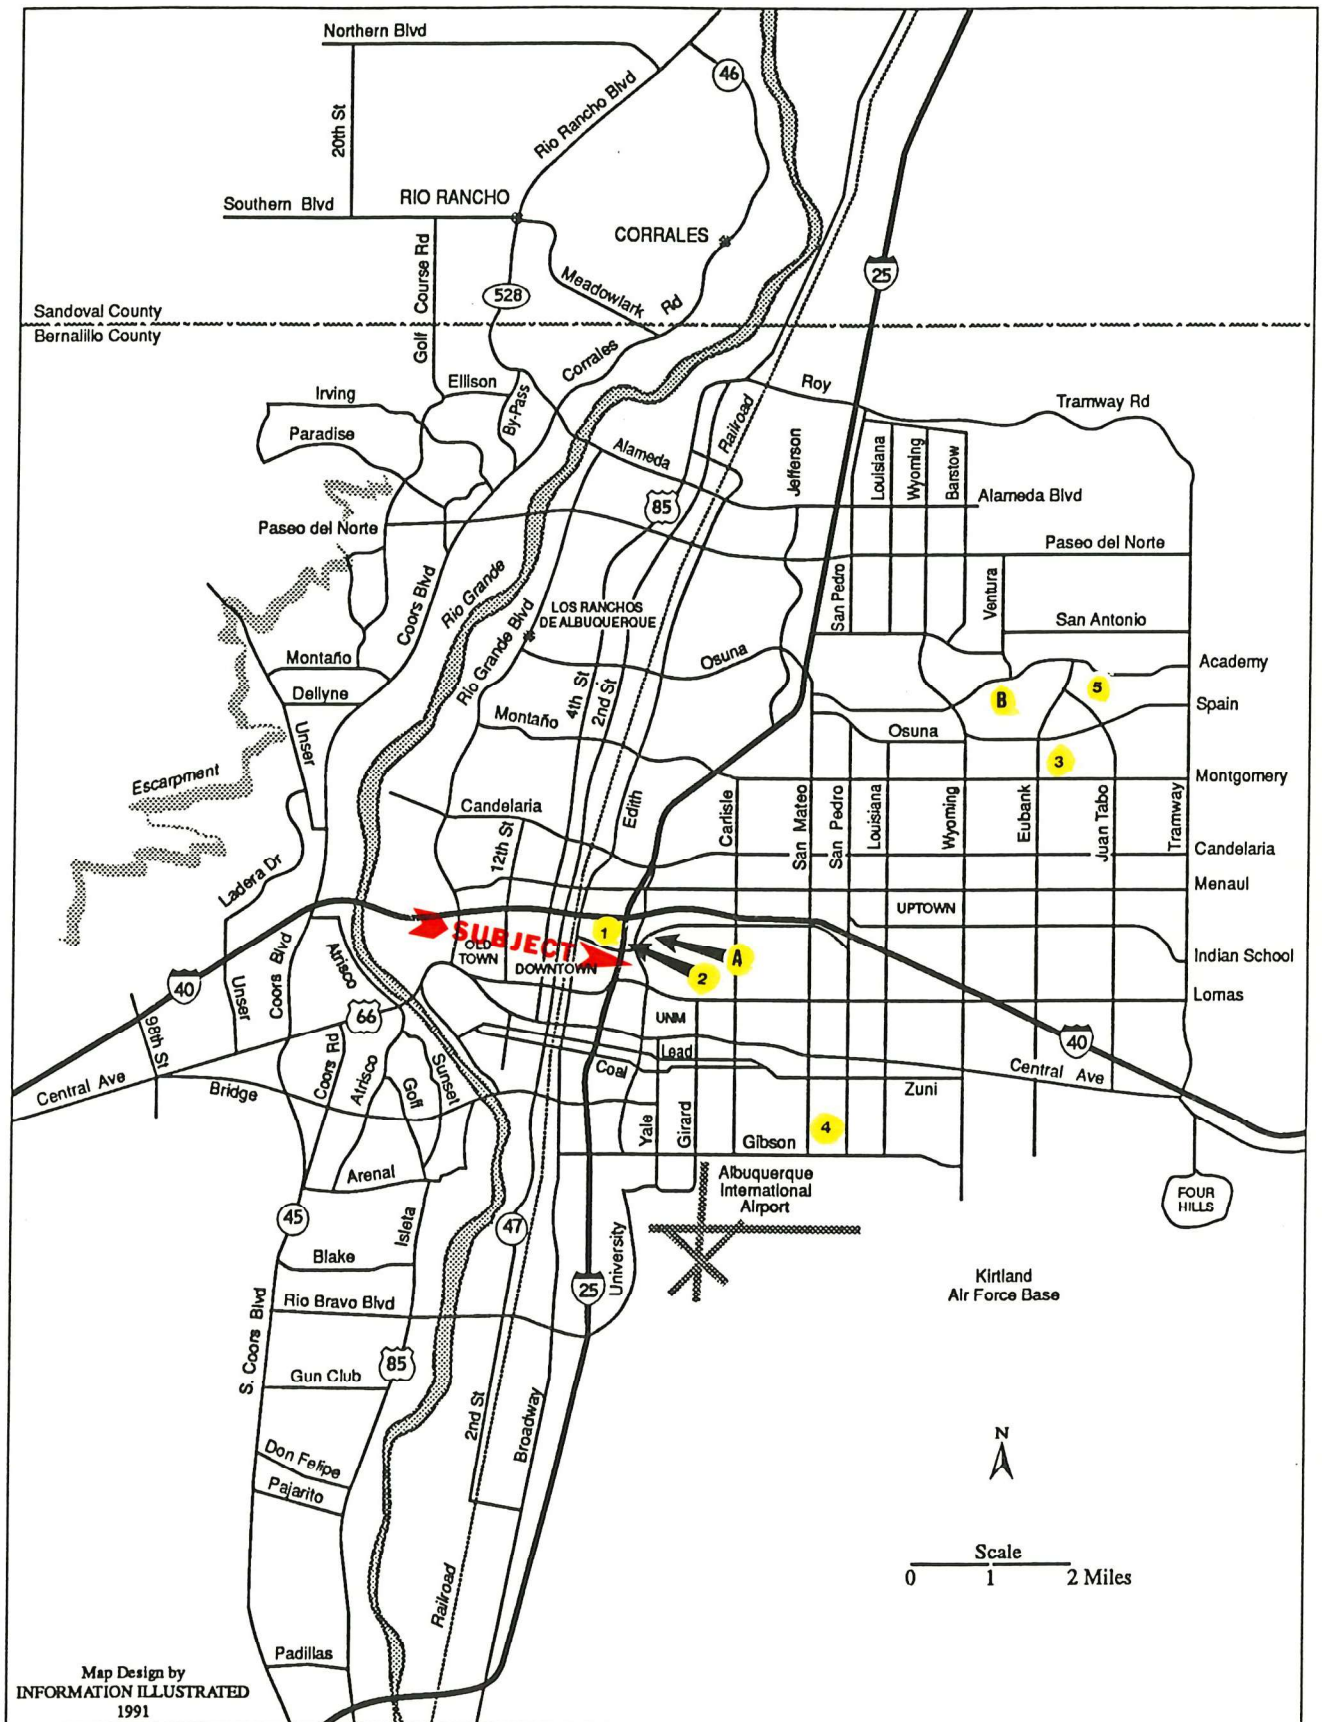 Northern Blvd
46
20th St
Rio Rancho Blvd
Southern Blvd
RIO RANCHO
CORRALES
Golf Course Rd
528
Meadowlark Rd
25
Sandoval County
Bernalillo County
Corrales
Ellison
By-Pass
Irving
Paradise
Roy
Tramway Rd
Railroad
Alameda
Jefferson
Louisiana
Wyoming
Barstow
Alameda Blvd
85
Paseo del Norte
Paseo del Norte
San Pedro
Ventura
San Antonio
Coors Blvd
Rio Grande
Rio Grande Blvd
LOS RANCHOS
DE ALBUQUERQUE
Osuna
Academy
Montaño
Dellyne
5
B
Spain
4th St
2nd St
Montaño
Osuna
Unser
3
Montgomery
Escarpment
Candelaria
Edith
Carlisle
San Mateo
San Pedro
Louisiana
Wyoming
Eubank
Juan Tabo
Tramway
12th St
Candelaria
Ladera Dr
Menaul
UPTOWN
1
SUBJECT
OLD
TOWN
DOWNTOWN
A
2
Indian School
Atrisco
Coors Blvd
Unser
40
Lomas
98th St
66
UNM
Lead
40
Coal
Central Ave
Central Ave
Bridge
Coors Rd
Atrisco
Goff
Sunset
Zuni
Yale
Girard
4
Gibson
Arenal
Albuquerque
International
Airport
FOUR
HILLS
45
Isleta
47
University
Blake
25
Kirtland
Air Force Base
Rio Bravo Blvd
S. Coors Blvd
85
Gun Club
2nd St
Broadway
N
Don Felipe
Pajarito
Scale
0 1 2 Miles
Railroad
Padillas
Map Design by
INFORMATION ILLUSTRATED
1991